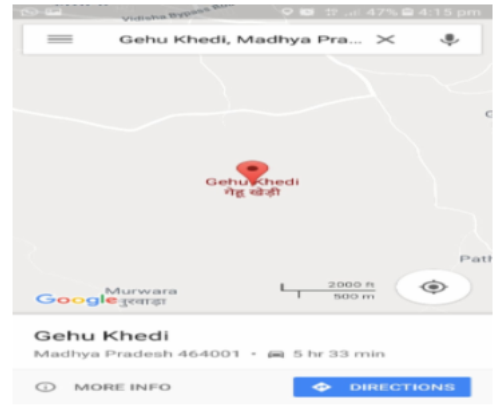 Vidisha Bypass
47% 4:15 pm
Gehu Khedi, Madhya Pra...
Gehu Khedi
गेहू खेड़ी
Path
Murwara
Google मुरवारा
2000 ft
500 m
Gehu Khedi
Madhya Pradesh 464001 · 5 hr 33 min
MORE INFO
DIRECTIONS